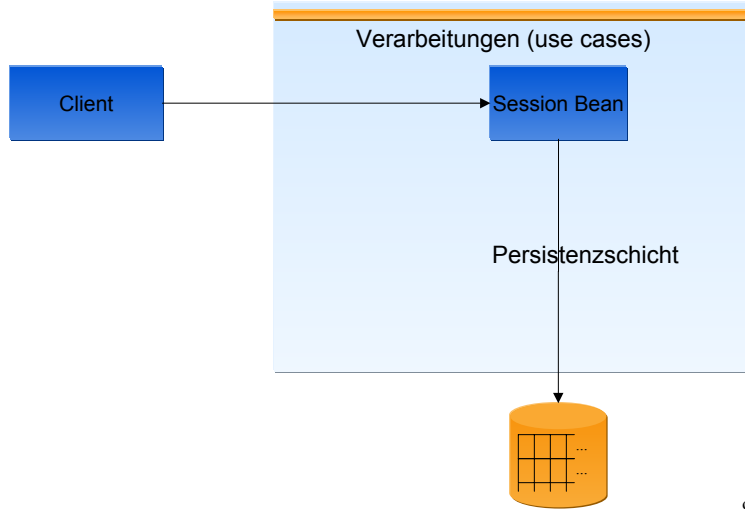 Verarbeitungen (use cases)
Client
Session Bean
Persistenzschicht
...
...